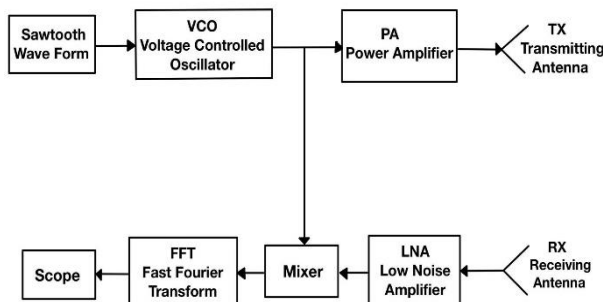 Sawtooth
Wave Form
VCO
Voltage Controlled
Oscillator
PA
Power Amplifier
TX
Transmitting
Antenna
Scope
FFT
Fast Fourier
Transform
Mixer
LNA
Low Noise
Amplifier
RX
Receiving
Antenna